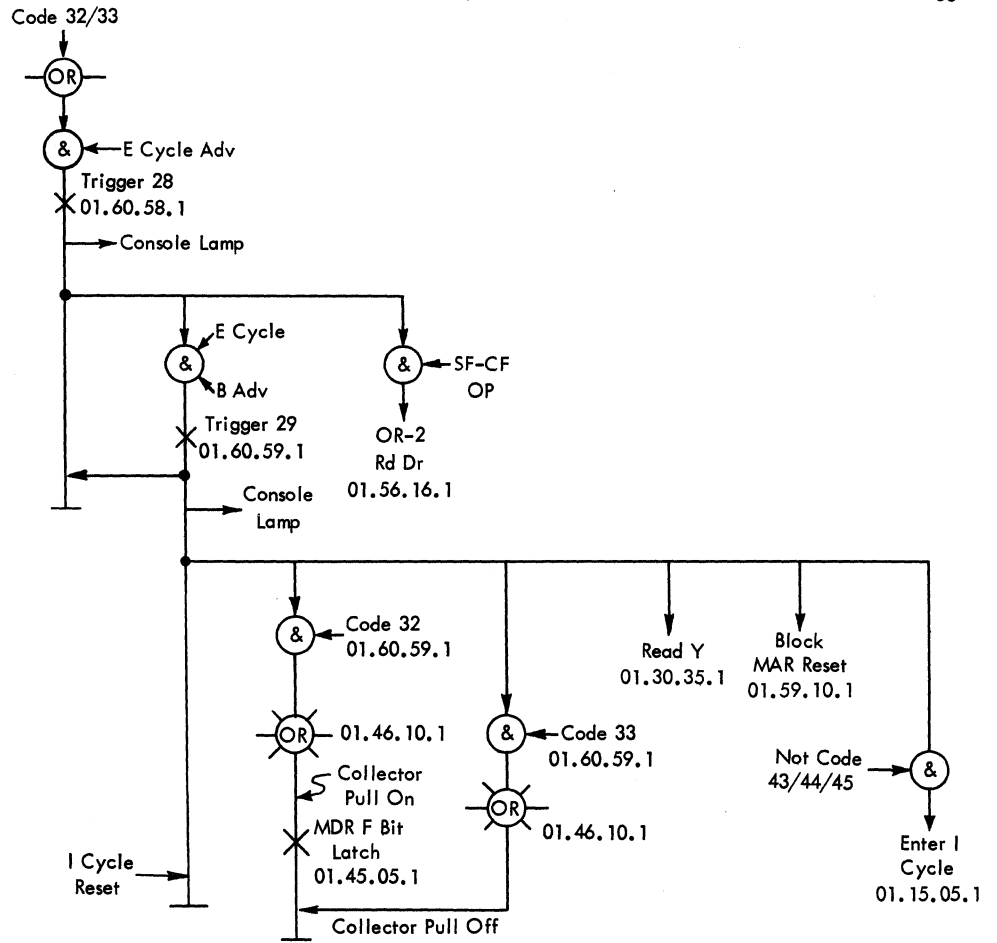 Code 32/33
OR
&
E Cycle Adv
Trigger 28
01.60.58.1
Console Lamp
&
E Cycle
B Adv
&
SF-CF
OP
Trigger 29
01.60.59.1
OR-2
Rd Dr
01.56.16.1
Console
Lamp
&
Code 32
01.60.59.1
Read Y
01.30.35.1
Block
MAR Reset
01.59.10.1
OR
01.46.10.1
&
Code 33
01.60.59.1
Not Code
43/44/45
&
Collector
Pull On
OR
01.46.10.1
MDR F Bit
Latch
01.45.05.1
Enter I
Cycle
01.15.05.1
I Cycle
Reset
Collector Pull Off